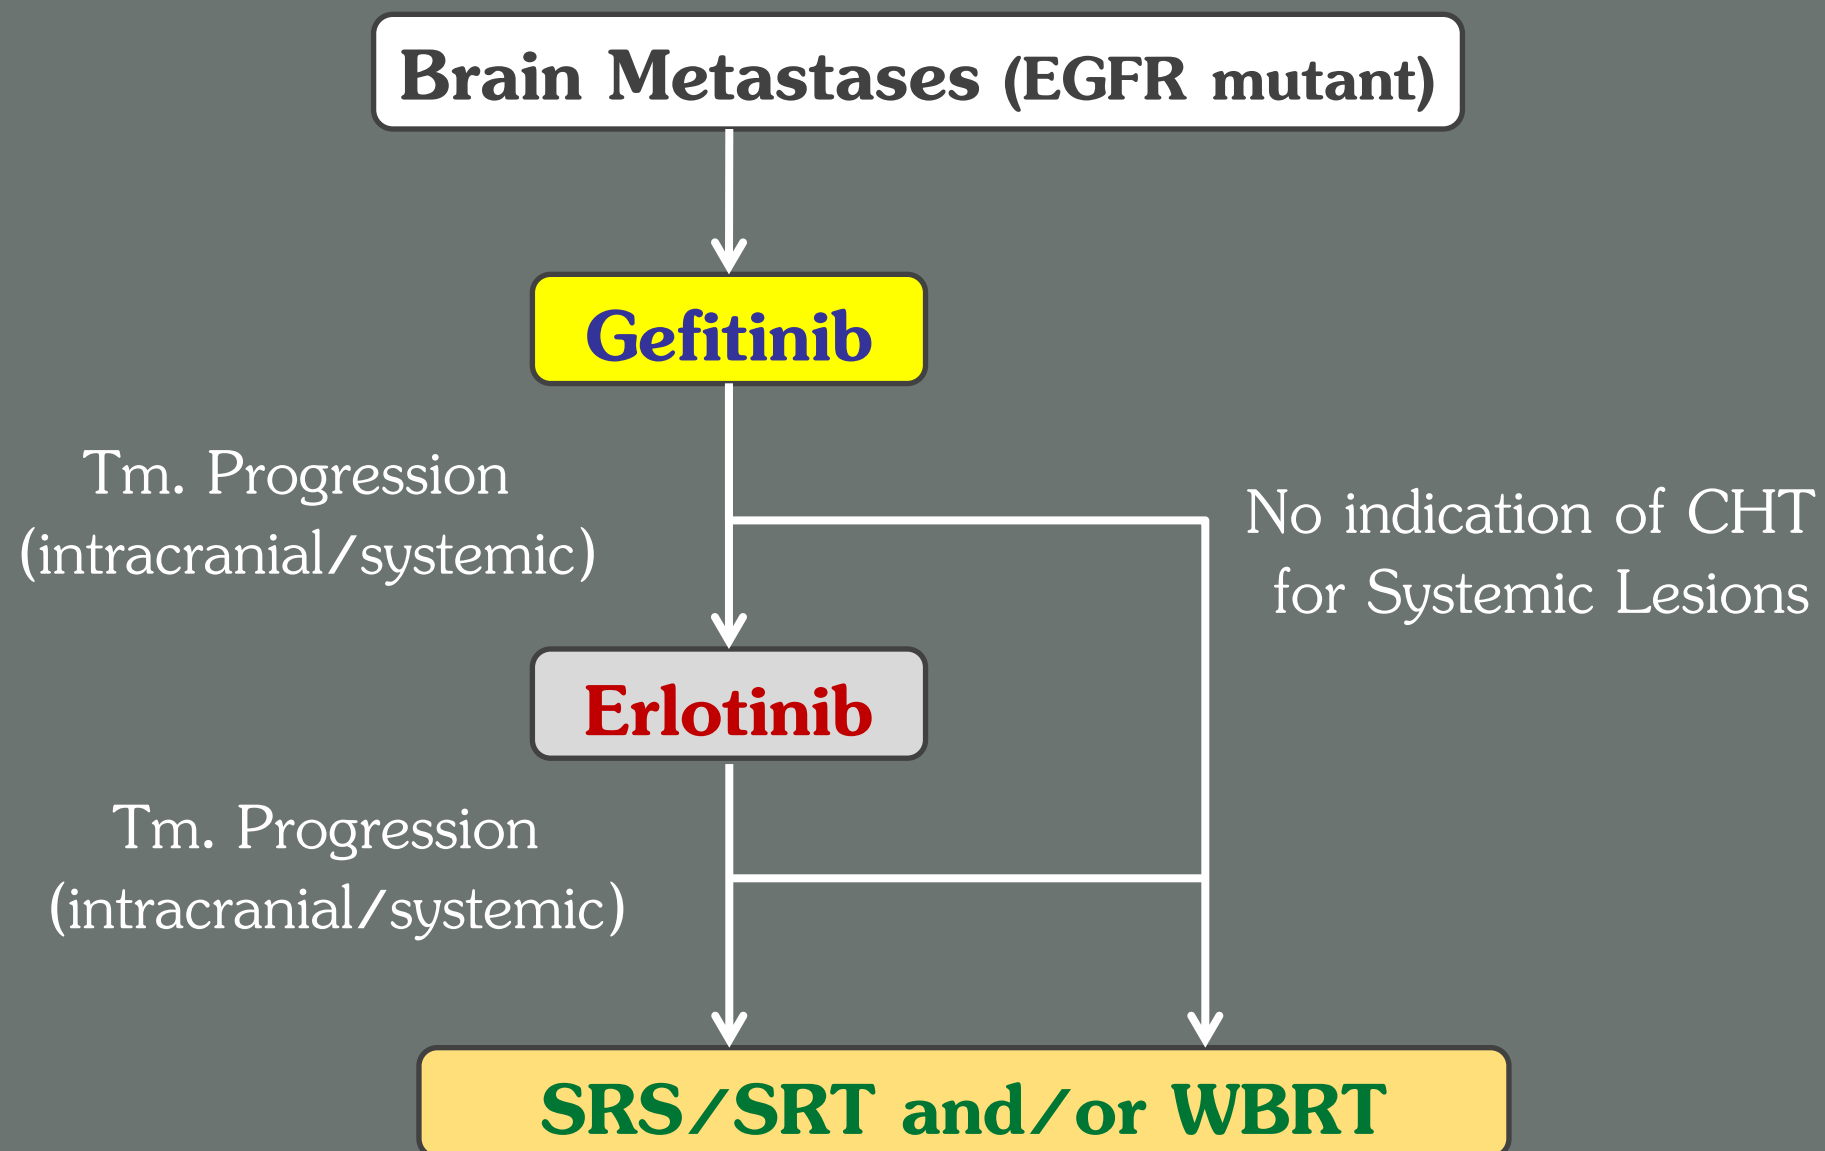 Brain Metastases (EGFR mutant)
Gefitinib
Tm. Progression
(intracranial/systemic)
No indication of CHT
for Systemic Lesions
Erlotinib
Tm. Progression
(intracranial/systemic)
SRS/SRT and/or WBRT